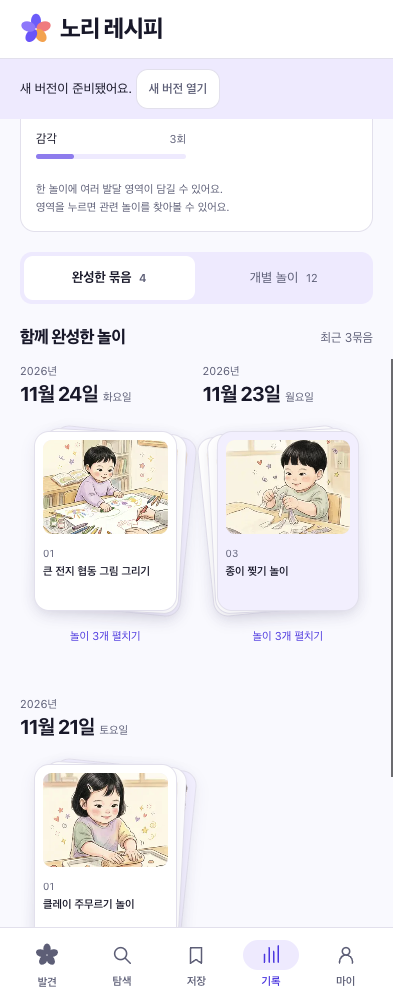 노리 레시피
새 버전이 준비됐어요. 새 버전 열기
감각 3회
한 놀이에 여러 발달 영역이 담길 수 있어요.
영역을 누르면 관련 놀이를 찾아볼 수 있어요.
완성한 묶음 4 개별 놀이 12
함께 완성한 놀이 최근 3묶음
2026년 2026년
11월 24일 화요일 11월 23일 월요일
01 03
큰 전지 협동 그림 그리기 종이 찢기 놀이
놀이 3개 펼치기 놀이 3개 펼치기
2026년
11월 21일 토요일
01
클레이 주무르기 놀이
발견 탐색 저장 기록 마이